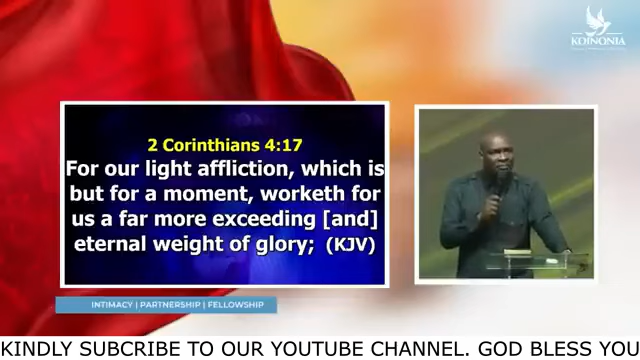 KOINONIA
2 Corinthians 4:17
For our light affliction, which is
but for a moment, worketh for
us a far more exceeding [and]
eternal weight of glory; (KJV)
INTIMACY | PARTNERSHIP | FELLOWSHIP
KINDLY SUBCRIBE TO OUR YOUTUBE CHANNEL. GOD BLESS YOU